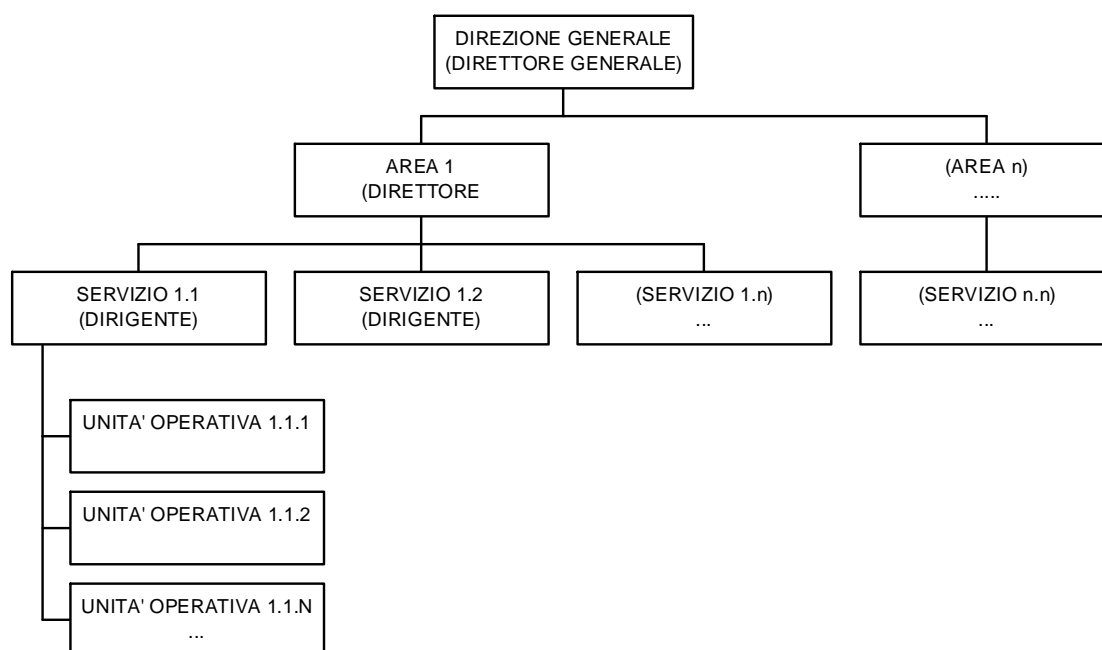 DIREZIONE GENERALE
(DIRETTORE GENERALE)
AREA 1
(DIRETTORE
(AREA n)
.....
SERVIZIO 1.1
(DIRIGENTE)
SERVIZIO 1.2
(DIRIGENTE)
(SERVIZIO 1.n)
...
(SERVIZIO n.n)
...
UNITA' OPERATIVA 1.1.1
UNITA' OPERATIVA 1.1.2
UNITA' OPERATIVA 1.1.N
...